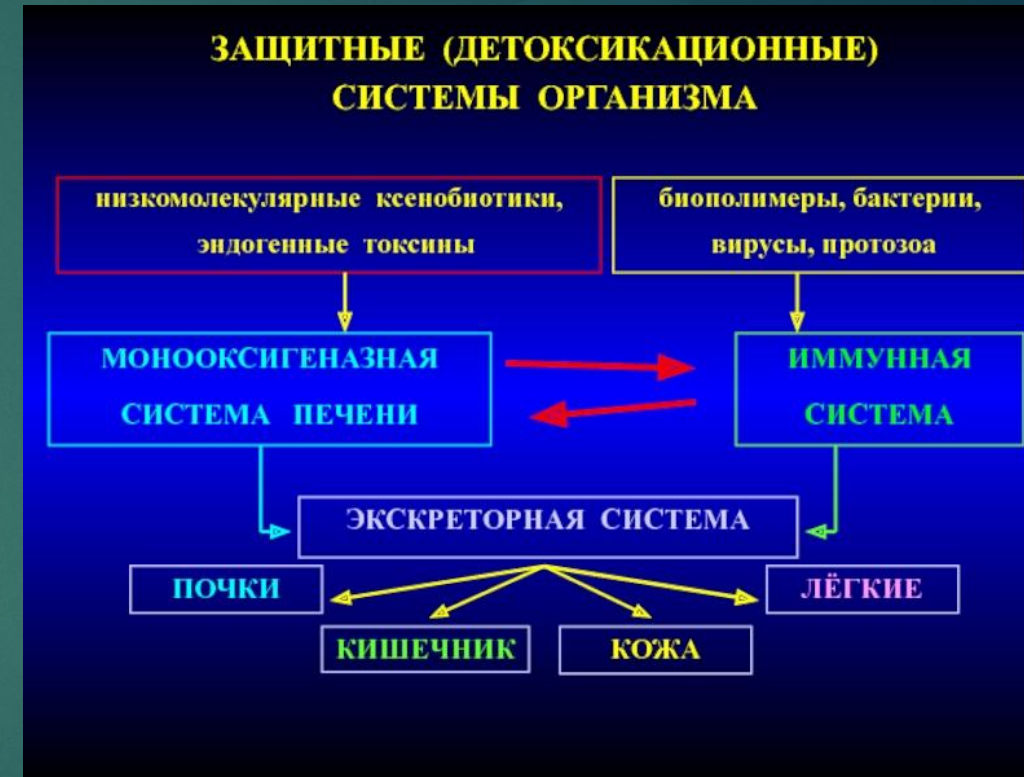 ЗАЩИТНЫЕ (ДЕТОКСИКАЦИОННЫЕ)
СИСТЕМЫ ОРГАНИЗМА
низкомолекулярные ксенобиотики,
эндогенные токсины
биополимеры, бактерии,
вирусы, протозоа
МОНООКСИГЕНАЗНАЯ
СИСТЕМА ПЕЧЕНИ
ИММУННАЯ
СИСТЕМА
ЭКСКРЕТОРНАЯ СИСТЕМА
ПОЧКИ
ЛЁГКИЕ
КИШЕЧНИК
КОЖА